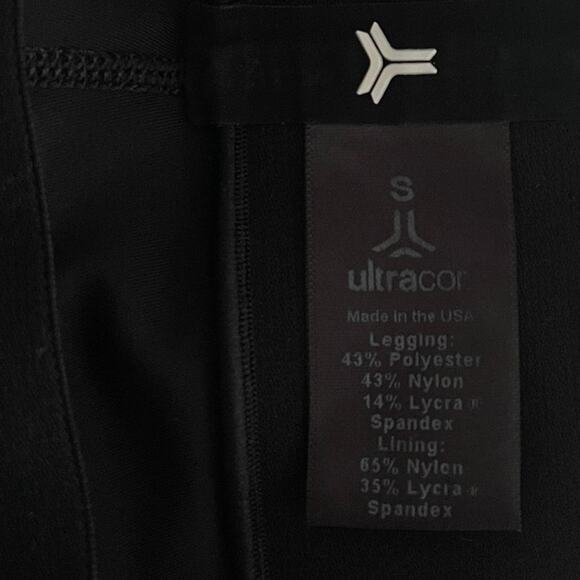 S
ultracor
Made in the USA
Legging:
43% Polyester
43% Nylon
14% Lycra ®
Spandex
Lining:
65% Nylon
35% Lycra ®
Spandex